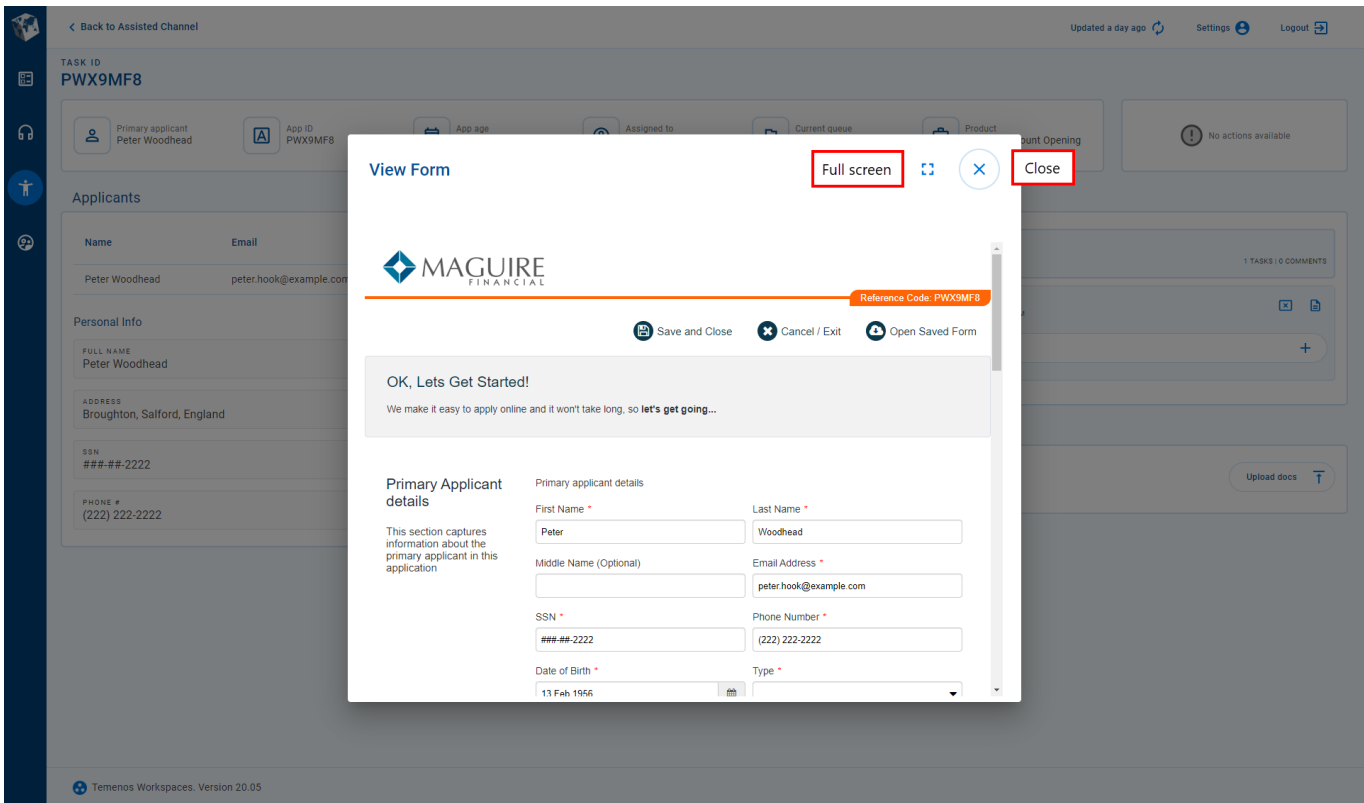 Back to Assisted Channel
Updated a day ago
Settings
Logout
TASK ID
PWX9MF8
Primary applicant
Peter Woodhead
App ID
PWX9MF8
App age
Assigned to
Current queue
Product
ount Opening
No actions available
View Form
Full screen
Close
Applicants
Name Email
Peter Woodhead peter.hook@example.com
1 TASKS | 0 COMMENTS
Personal Info
FULL NAME
Peter Woodhead
ADDRESS
Broughton, Salford, England
SSN
###-##-2222
PHONE #
(222) 222-2222
Upload docs
MAGUIRE
FINANCIAL
Reference Code: PWX9MF8
Save and Close Cancel / Exit Open Saved Form
OK, Lets Get Started!
We make it easy to apply online and it won't take long, so let's get going...
Primary Applicant
details
This section captures
information about the
primary applicant in this
application
Primary applicant details
First Name * Last Name *
Peter Woodhead
Middle Name (Optional) Email Address *
peter.hook@example.com
SSN * Phone Number *
###-##-2222 (222) 222-2222
Date of Birth * Type *
13 Feb 1956
Temenos Workspaces. Version 20.05